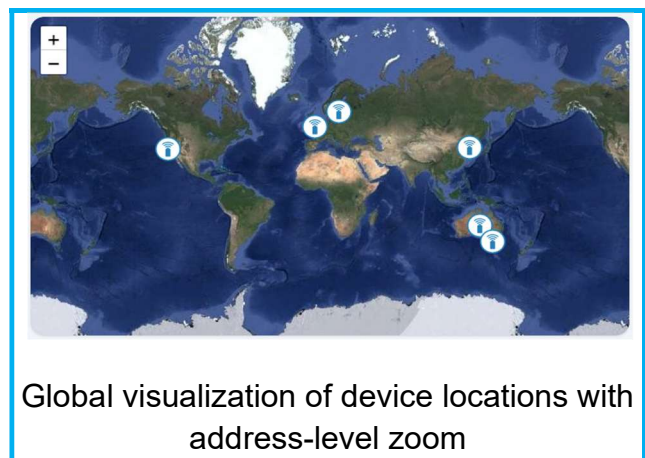 +
−
Global visualization of device locations with
address-level zoom